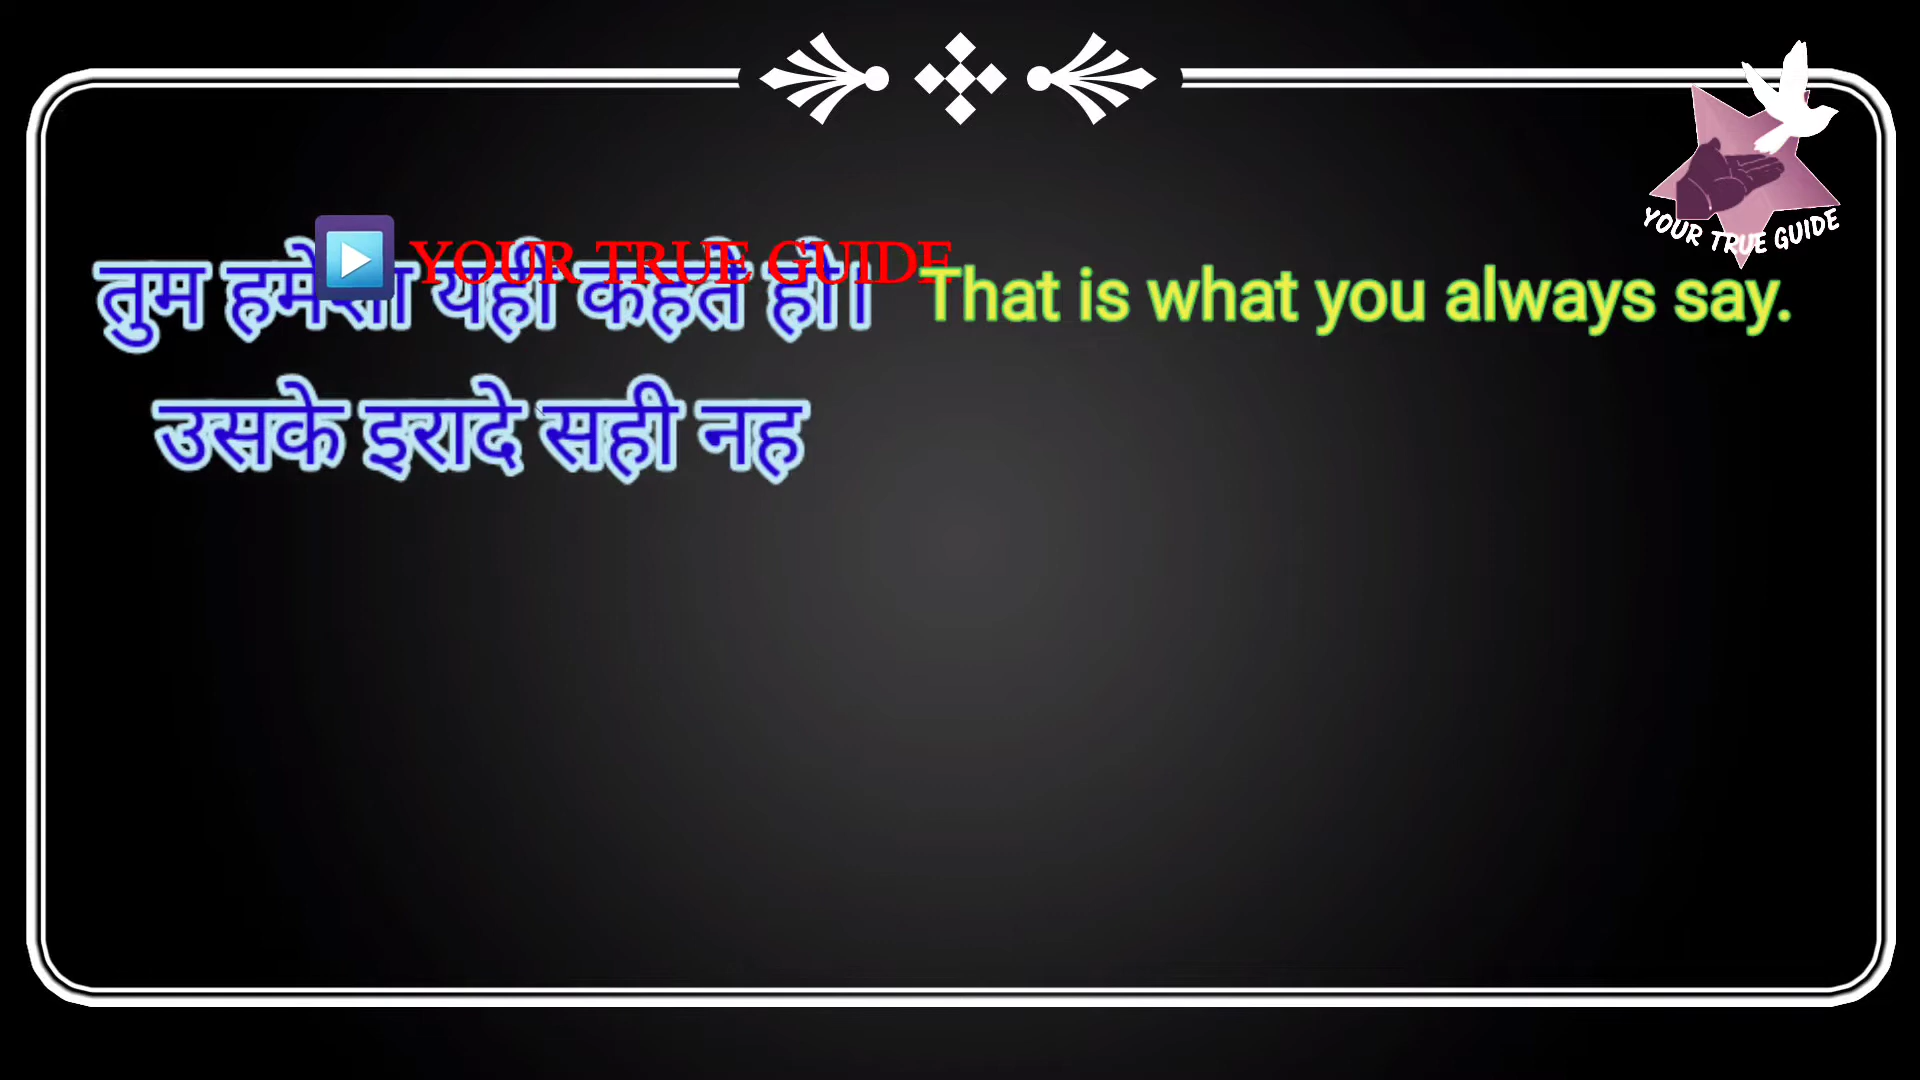 YOUR TRUE GUIDE
▶ YOUR TRUE GUIDE
तुम हमेशा यही कहते हो। That is what you always say.
उसके इरादे सही नह